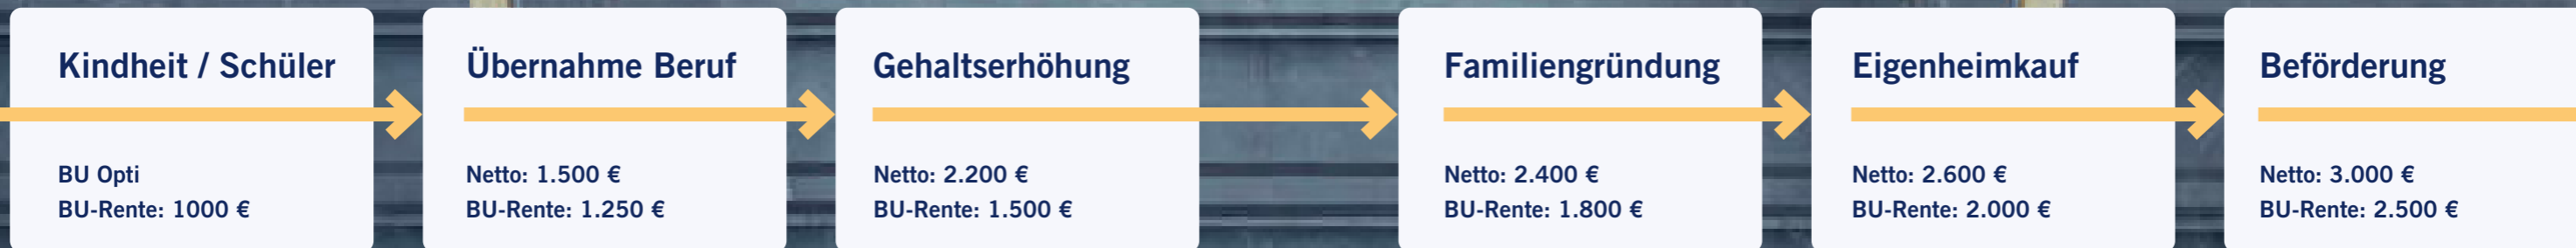 Kindheit / Schüler
BU Opti
BU-Rente: 1000 €
Übernahme Beruf
Netto: 1.500 €
BU-Rente: 1.250 €
Gehaltserhöhung
Netto: 2.200 €
BU-Rente: 1.500 €
Familiengründung
Netto: 2.400 €
BU-Rente: 1.800 €
Eigenheimkauf
Netto: 2.600 €
BU-Rente: 2.000 €
Beförderung
Netto: 3.000 €
BU-Rente: 2.500 €